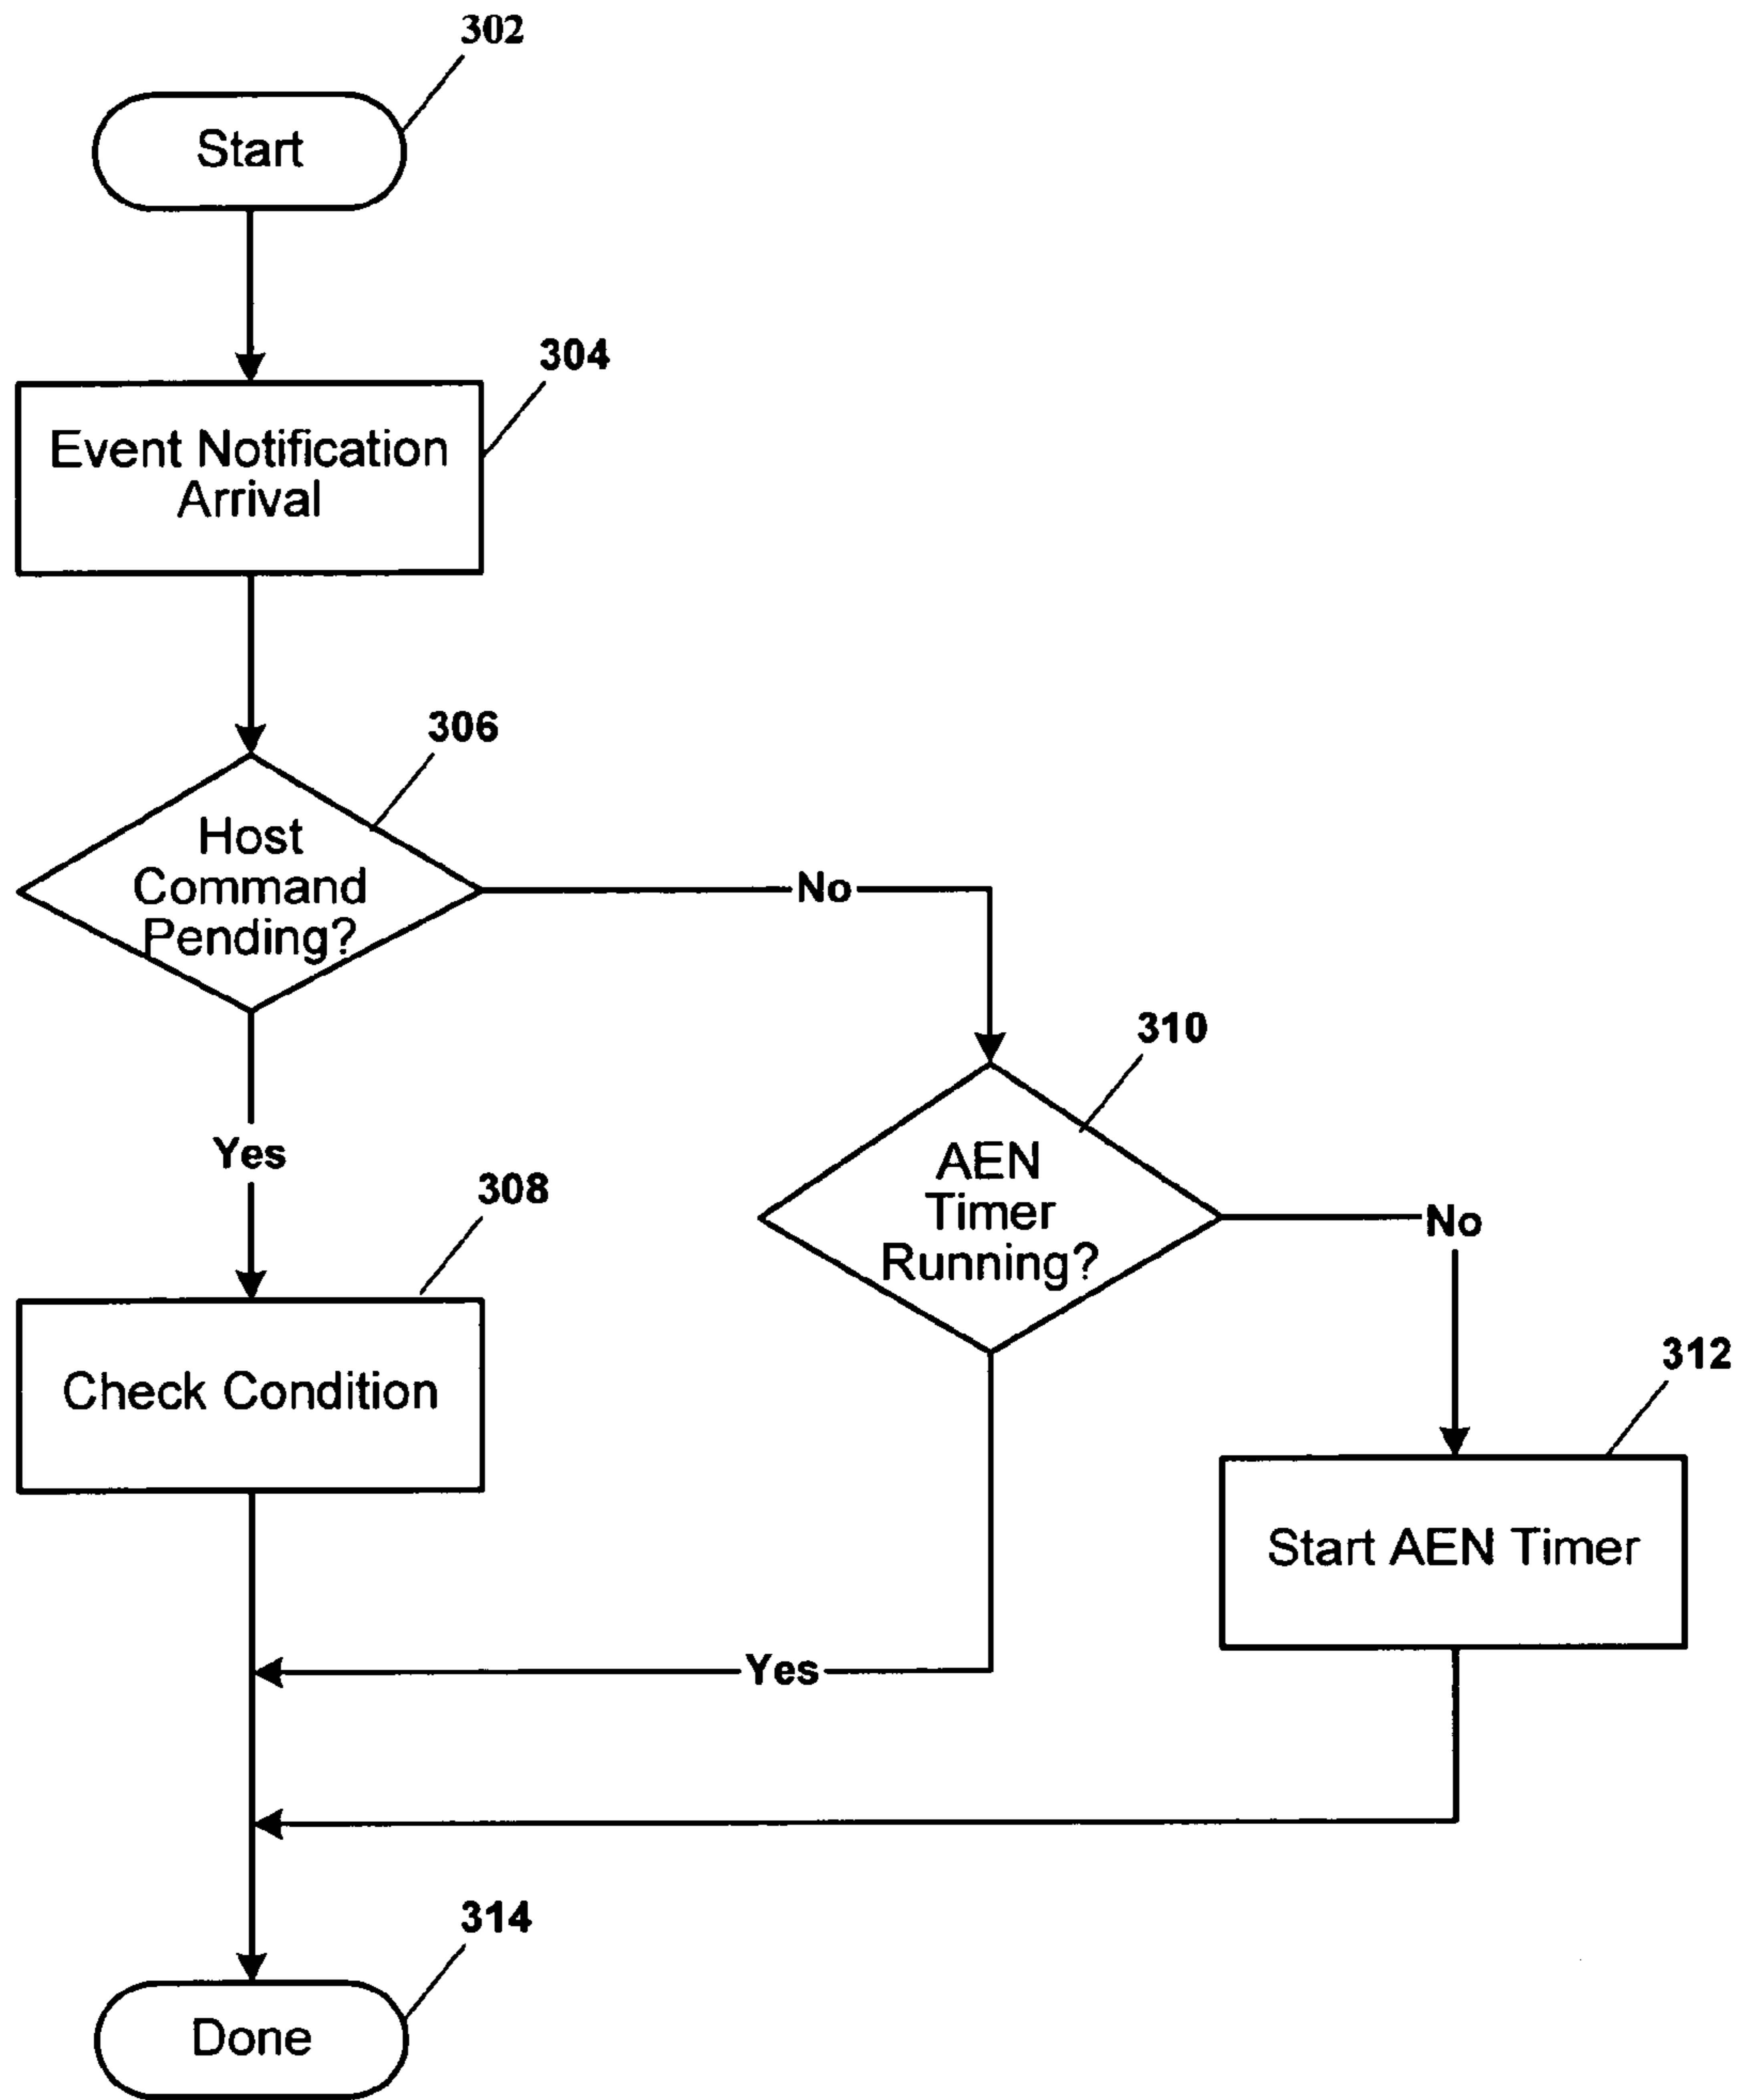 302
Start
304
Event Notification
Arrival
306
Host
Command
Pending?
No
310
Yes
AEN
Timer
Running?
308
No
Check Condition
312
Start AEN Timer
Yes
314
Done